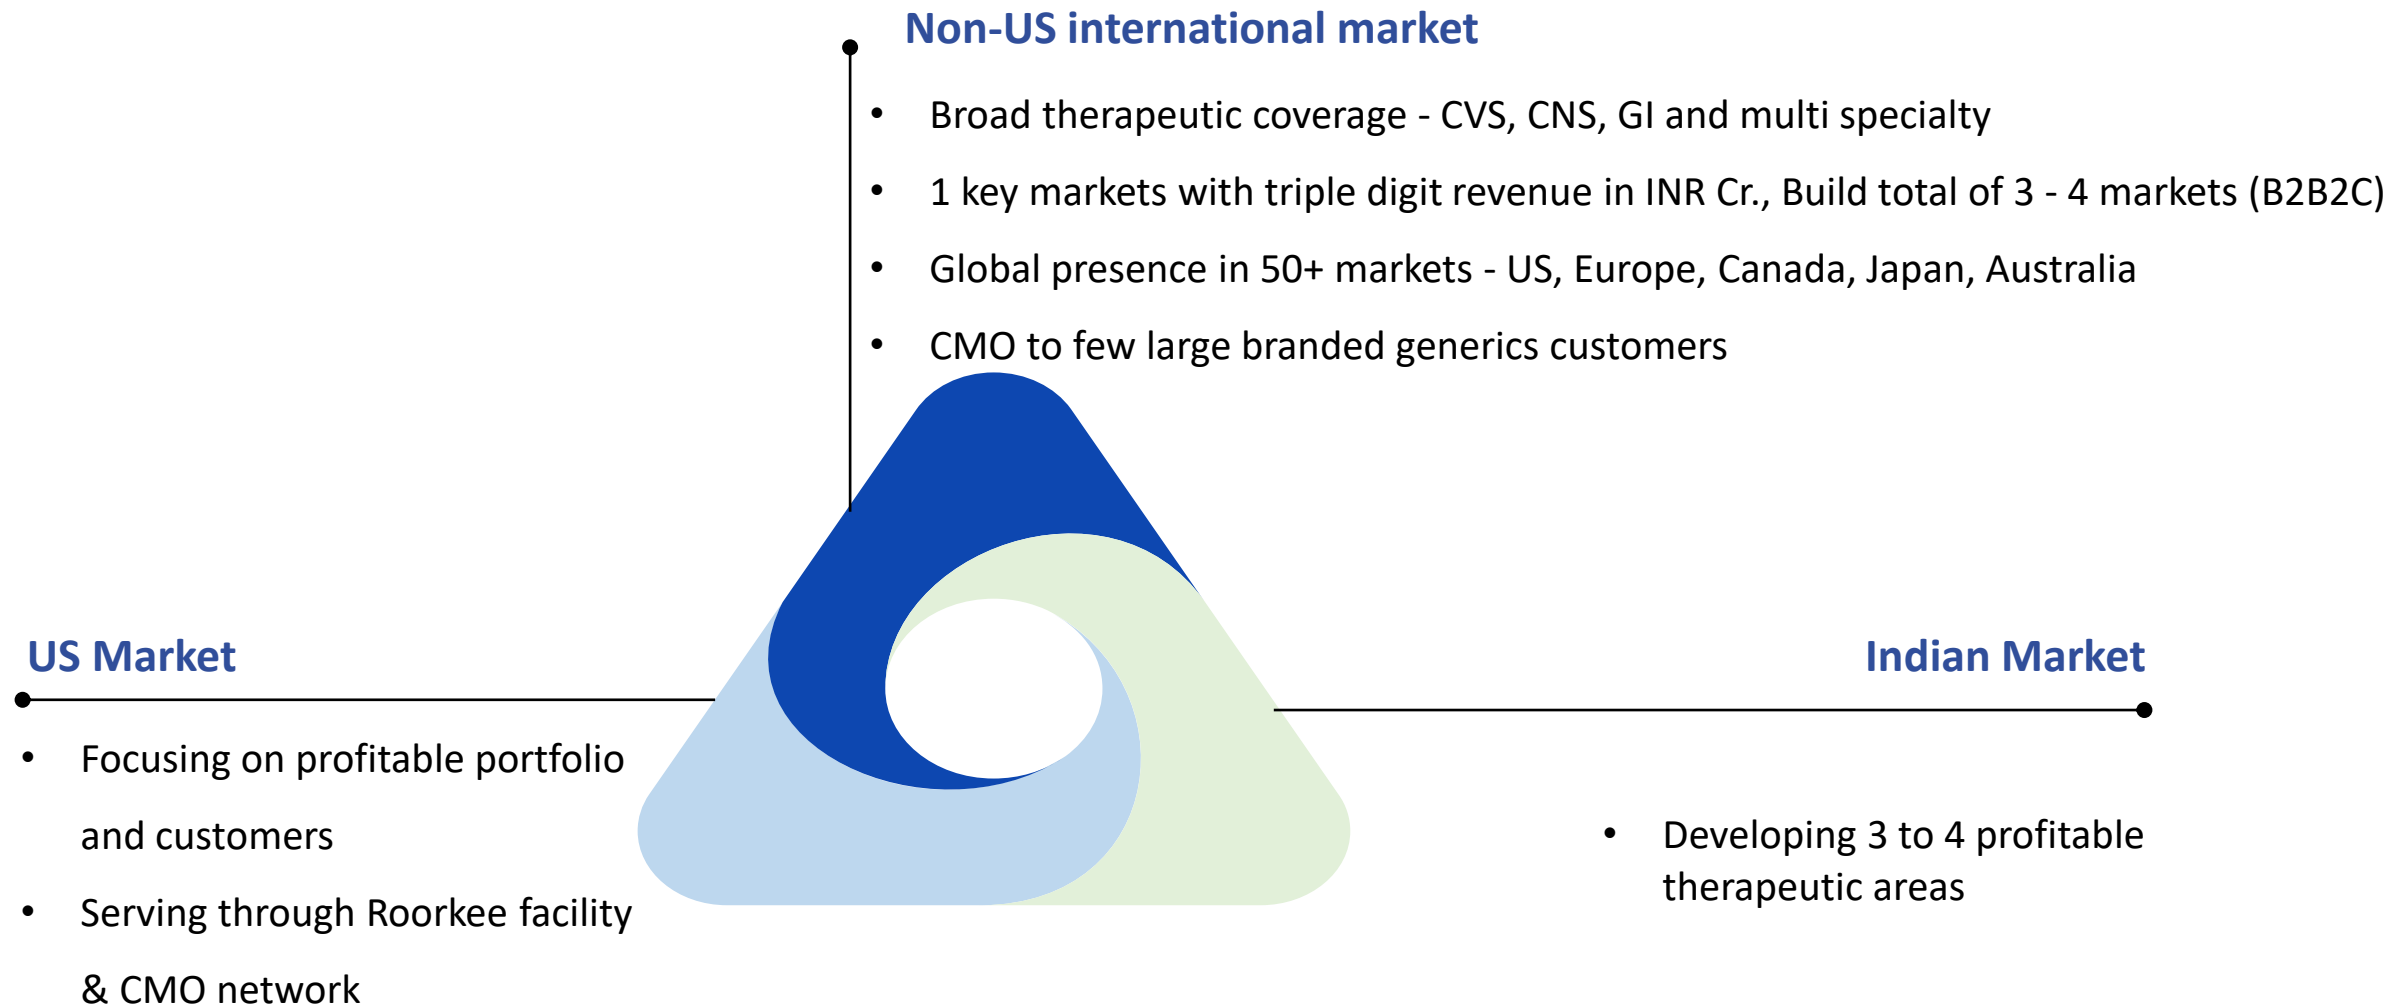 Non-US international market
• Broad therapeutic coverage - CVS, CNS, GI and multi specialty
• 1 key markets with triple digit revenue in INR Cr., Build total of 3 - 4 markets (B2B2C)
• Global presence in 50+ markets - US, Europe, Canada, Japan, Australia
• CMO to few large branded generics customers
US Market
• Focusing on profitable portfolio
and customers
• Serving through Roorkee facility
& CMO network
Indian Market
• Developing 3 to 4 profitable
therapeutic areas